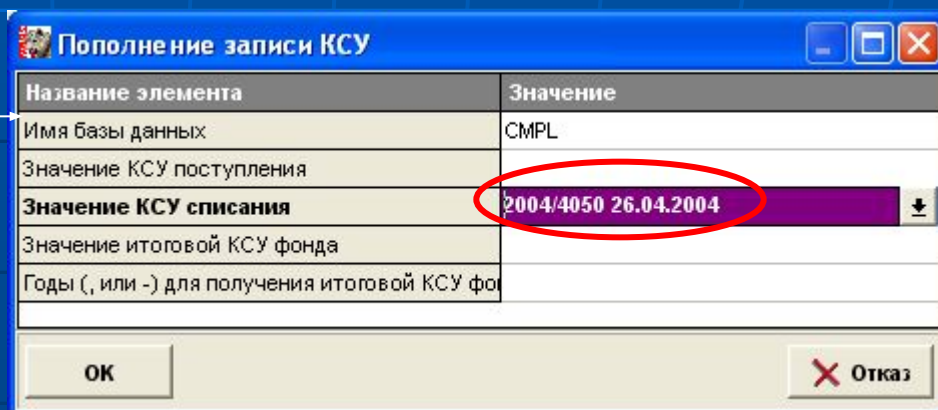 Пополнение записи КСУ
Название элемента Значение
Имя базы данных CMPL
Значение КСУ поступления
Значение КСУ списания 2004/4050 26.04.2004
Значение итоговой КСУ фонда
Годы (, или -) для получения итоговой КСУ фо
ОК Отказ